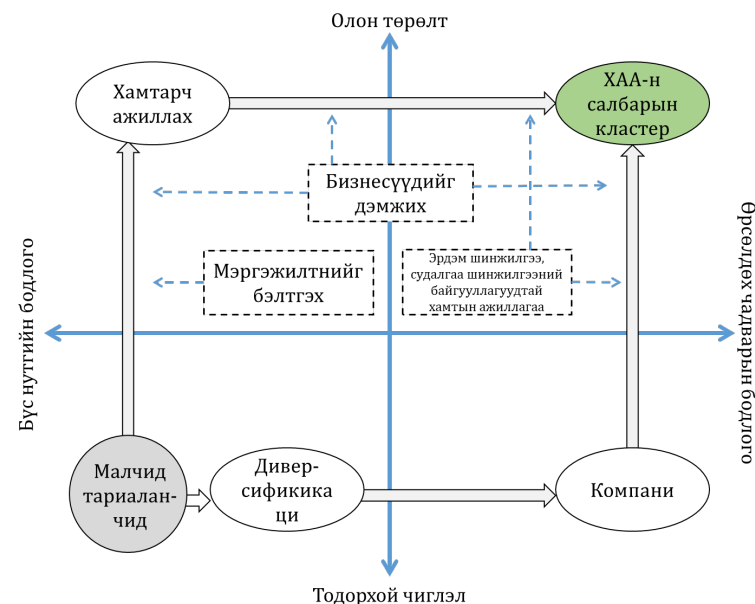 Олон төрөлт
Хамтарч
ажиллах
ХАА-н
салбарын
кластер
Бизнесүүдийг
дэмжих
Мэргэжилтнийг
бэлтгэх
Эрдэм шинжилгээ,
судалгаа шинжилгээний
байгууллагуудтай
хамтын ажиллагаа
Бүс нутгийн бодлого
Өрсөлдөх чадварын бодлого
Малчид
тариалан-
чид
Дивер-
сификика
ци
Компани
Тодорхой чиглэл